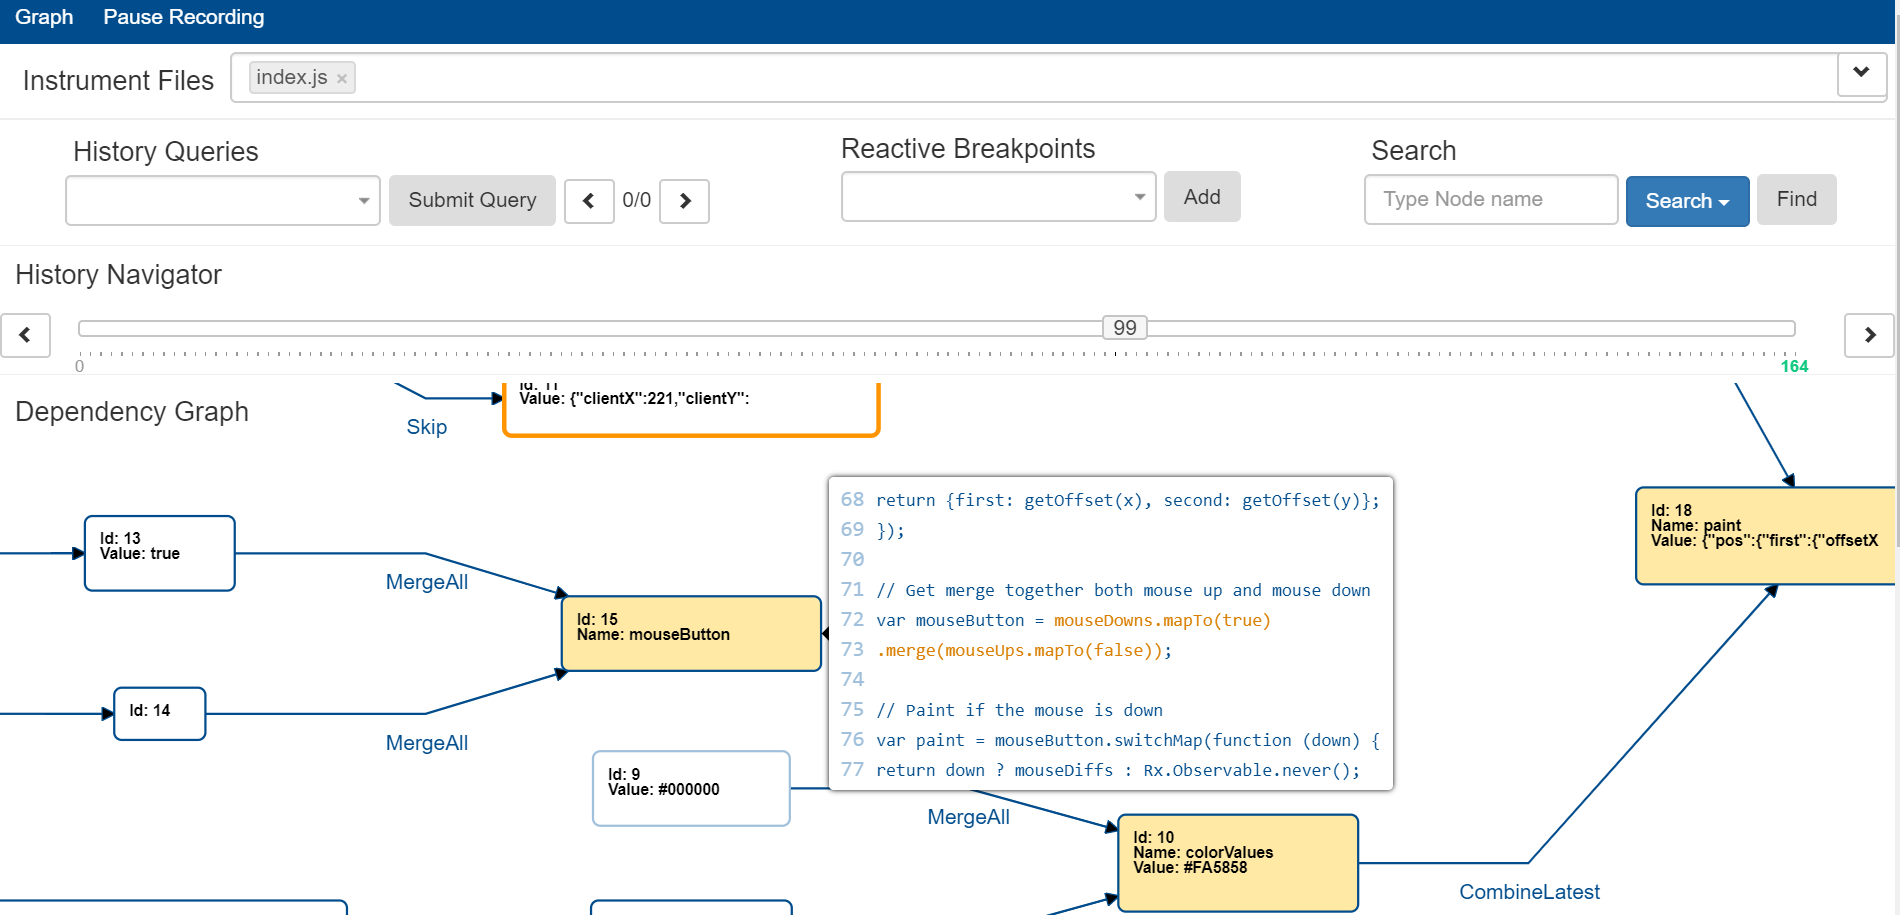 Graph Pause Recording
Instrument Files index.js ×
History Queries
Submit Query 0/0
Reactive Breakpoints
Add
Search
Type Node name Search Find
History Navigator
99
0 164
Dependency Graph
Id: 11
Value: {"clientX":221,"clientY":
Skip
Id: 13
Value: true
MergeAll
Id: 15
Name: mouseButton
Id: 14
MergeAll
68 return {first: getOffset(x), second: getOffset(y)};
69 });
70
71 // Get merge together both mouse up and mouse down
72 var mouseButton = mouseDowns.mapTo(true)
73 .merge(mouseUps.mapTo(false));
74
75 // Paint if the mouse is down
76 var paint = mouseButton.switchMap(function (down) {
77 return down ? mouseDiffs : Rx.Observable.never();
Id: 18
Name: paint
Value: {"pos":{"first":{"offsetX
Id: 9
Value: #000000
MergeAll
Id: 10
Name: colorValues
Value: #FA5858
CombineLatest